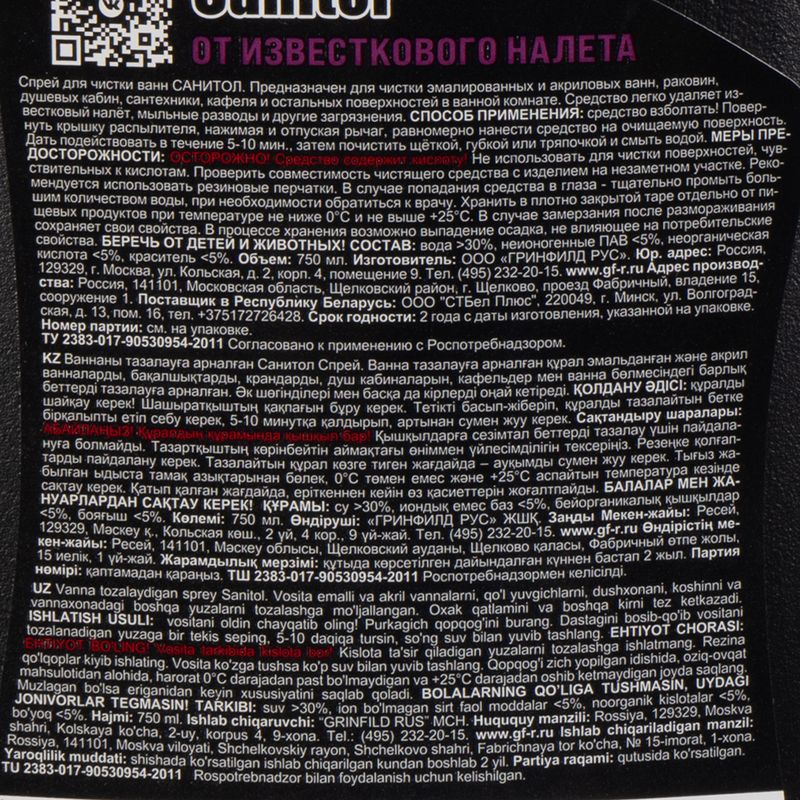 Sanitol
ОТ ИЗВЕСТКОВОГО НАЛЕТА
Спрей для чистки ванн САНИТОЛ. Предназначен для чистки эмалированных и акриловых ванн, раковин,
душевых кабин, сантехники, кафеля и остальных поверхностей в ванной комнате. Средство легко удаляет из-
вестковый налёт, мыльные разводы и другие загрязнения. СПОСОБ ПРИМЕНЕНИЯ: средство взболтать! Повер-
нуть крышку распылителя, нажимая и отпуская рычаг, равномерно нанести средство на очищаемую поверхность.
Дать подействовать в течение 5-10 мин., затем почистить щёткой, губкой или тряпочкой и смыть водой. МЕРЫ ПРЕ-
ДОСТОРОЖНОСТИ: ОСТОРОЖНО! Средство содержит кислоту! Не использовать для чистки поверхностей, чув-
ствительных к кислотам. Проверить совместимость чистящего средства с изделием на незаметном участке. Реко-
мендуется использовать резиновые перчатки. В случае попадания средства в глаза - тщательно промыть боль-
шим количеством воды, при необходимости обратиться к врачу. Хранить в плотно закрытой таре отдельно от пи-
щевых продуктов при температуре не ниже 0°С и не выше +25°С. В случае замерзания после размораживания
сохраняет свои свойства. В процессе хранения возможно выпадение осадка, не влияющее на потребительские
свойства. БЕРЕЧЬ ОТ ДЕТЕЙ И ЖИВОТНЫХ! СОСТАВ: вода >30%, неионогенные ПАВ <5%, неорганическая
кислота <5%, краситель <5%. Объем: 750 мл. Изготовитель: ООО «ГРИНФИЛД РУС». Юр. адрес: Россия,
129329, г. Москва, ул. Кольская, д. 2, корп. 4, помещение 9. Тел. (495) 232-20-15. www.gf-r.ru Адрес производ-
ства: Россия, 141101, Московская область, Щелковский район, г. Щелково, проезд Фабричный, владение 15,
сооружение 1. Поставщик в Республику Беларусь: ООО "СТБел Плюс", 220049, г. Минск, ул. Волоград-
ская, д. 13, пом. 16, тел. +375172726428. Срок годности: 2 года с даты изготовления, указанной на упаковке.
Номер партии: см. на упаковке.
ТУ 2383-017-90530954-2011 Согласовано к применению с Роспотребнадзором.
KZ Ваннаны тазалауға арналған Санитол Спрей. Ванна тазалауға арналған құрал эмальданған және акрил
ванналарды, бақалшықтарды, крандарды, душ кабиналарын, кафельдер мен ванна бөлмесіндегі барлық
беттерді тазалауға арналған. Әк шөгінділері мен басқа да кірлерді оңай кетіреді. ҚОЛДАНУ ӘДІСІ: құралды
шайқау керек! Шашыратқыштың қақпағын бұру керек. Тетікті басып-жіберіп, құралды тазалайтын бетке
бірқалыпты етіп себу керек, 5-10 минутқа қалдырып, артынан сумен жуу керек. Сақтандыру шаралары:
АБАЙЛАҢЫЗ! Құралдың құрамында қышқыл бар! Қышқылдарға сезімтал беттерді тазалау үшін пайдала-
нуға болмайды. Тазартқыштың көрінбейтін аймақтағы өніммен үйлесімділігін тексеріңіз. Резеңке қолғап-
тарды пайдалану керек. Тазалайтын құрал көзге тиген жағдайда – ауқымды сумен жуу керек. Тығыз жа-
былған ыдыста тамақ азықтарынан бөлек, 0°С төмен емес және +25°С аспайтын температура кезінде
сақтау керек. Қатып қалған жағдайда, еріткеннен кейін өз қасиеттерін жоғалтпайды. БАЛАЛАР МЕН ЖА-
НУАРЛАРДАН САҚТАУ КЕРЕК! ҚҰРАМЫ: су >30%, иондық емес баз <5%, бейорганикалық қышқылдар
<5%, бояғыш <5%. Көлемі: 750 мл. Өндіруші: «ГРИНФИЛД РУС» ЖШҚ. Заңды Мекен-жайы: Ресей,
129329, Мәскеу қ., Кольская көш., 2 үй, 4 кор., 9 үй-жай. Тел. (495) 232-20-15. www.gf-r.ru Өндірістің ме-
кен-жайы: Ресей, 141101, Мәскеу облысы, Щелковский ауданы, Щелково қаласы, Фабричный өтпе жолы,
15 иелік, 1 үй-жай. Жарамдылық мерзімі: құтыда көрсетілген дайындалған күннен бастап 2 жыл. Партия
нөмірі: қаптамадан қараңыз. ТШ 2383-017-90530954-2011 Роспотребнадзормен келісілді.
UZ Vanna tozalaydigan sprey Sanitol. Vosita emalli va akril vannalarni, qo'l yuvgichlarni, dushxonani, koshinni va
vannaxonadagi boshqa yuzalarni tozalashga mo'ljallangan. Oxak qatlamini va boshqa kirni tez ketkazadi.
ISHLATISH USULI: vositani oldin chayqatib oling! Purkagich qopqog'ini burang. Dastagini bosib-qo'ib vositani
tozalanadigan yuzaga bir tekis seping, 5-10 daqiqa tursin, so'ng suv bilan yuvib tashlang. EHTIYOT CHORASI:
EHTIYOT BO'LING! Vosita tarkibida kislota bor! Kislota ta'sir qiladigan yuzalarni tozalashga ishlatmang. Rezina
qo'lqoplar kiyib ishlating. Vosita ko'zga tushsa ko'p suv bilan yuvib tashlang. Qopqog'i zich yopilgan idishida, oziq-ovqat
mahsulotidan alohida, harorat 0°C darajadan past bo'lmaydigan va +25°C darajadan oshib ketmaydigan joyda saqlang.
Muzlagan bo'lsa eriganidan keyin xususiyatini saqlab qoladi. BOLALARNING QO'LIGA TUSHMASIN, UYDAGI
JONIVORLAR TEGMASIN! TARKIBI: suv >30%, ion bo'lmagan sirt faol moddalar <5%, noorganik kislotalar <5%,
bo'yoq <5%. Hajmi: 750 ml. Ishlab chiqaruvchi: "GRINFILD RUS" MCH. Huququy manzili: Rossiya, 129329, Moskva
shahri, Kolskaya ko'cha, 2-uy, korpus 4, 9-xona. Tel.: (495) 232-20-15. www.gf-r.ru Ishlab chiqariladigan manzil:
Rossiya, 141101, Moskva viloyati, Shchelkovskiy rayon, Shchelkovo shahri, Fabrichnaya tor ko'cha, № 15-imorat, 1-xona.
Yaroqlilik muddati: shishada ko'rsatilgan ishlab chiqarilgan kundan boshlab 2 yil. Partiya raqami: qutusida ko'rsatilgan.
TU 2383-017-90530954-2011 Rospotrebnadzor bilan foydalanish uchun kelishilgan.